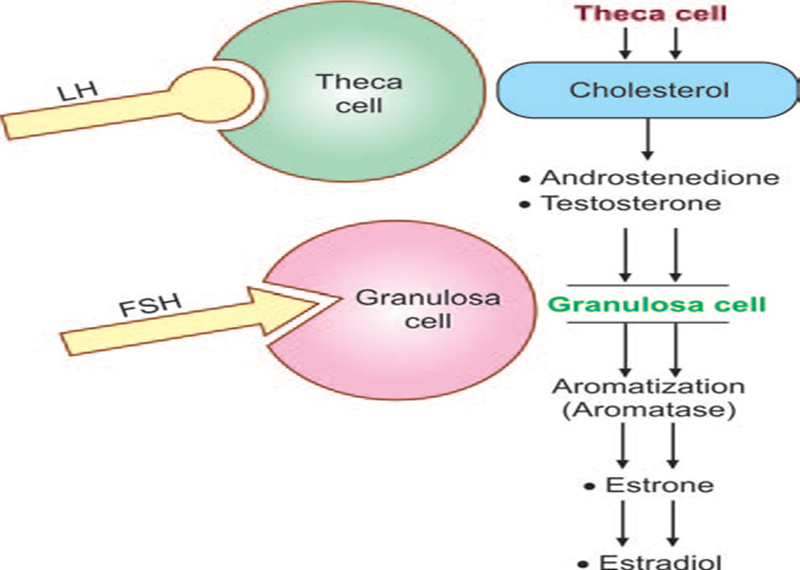 LH
Theca
cell
FSH
Granulosa
cell
Theca cell
Cholesterol
• Androstenedione
• Testosterone
Granulosa cell
Aromatization
(Aromatase)
• Estrone
• Estradiol